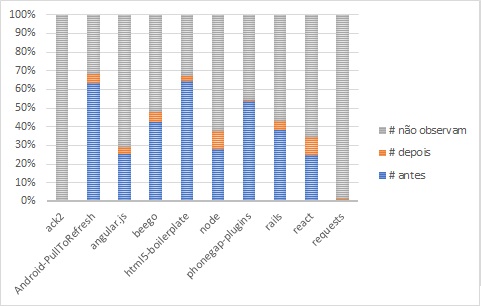 100%
90%
80%
70%
60%
50%
40%
30%
20%
10%
0%
ack2
Android-PullToRefresh
angular.js
beego
html5-boilerplate
node
phonegap-plugins
rails
react
requests
# não observam
# depois
# antes